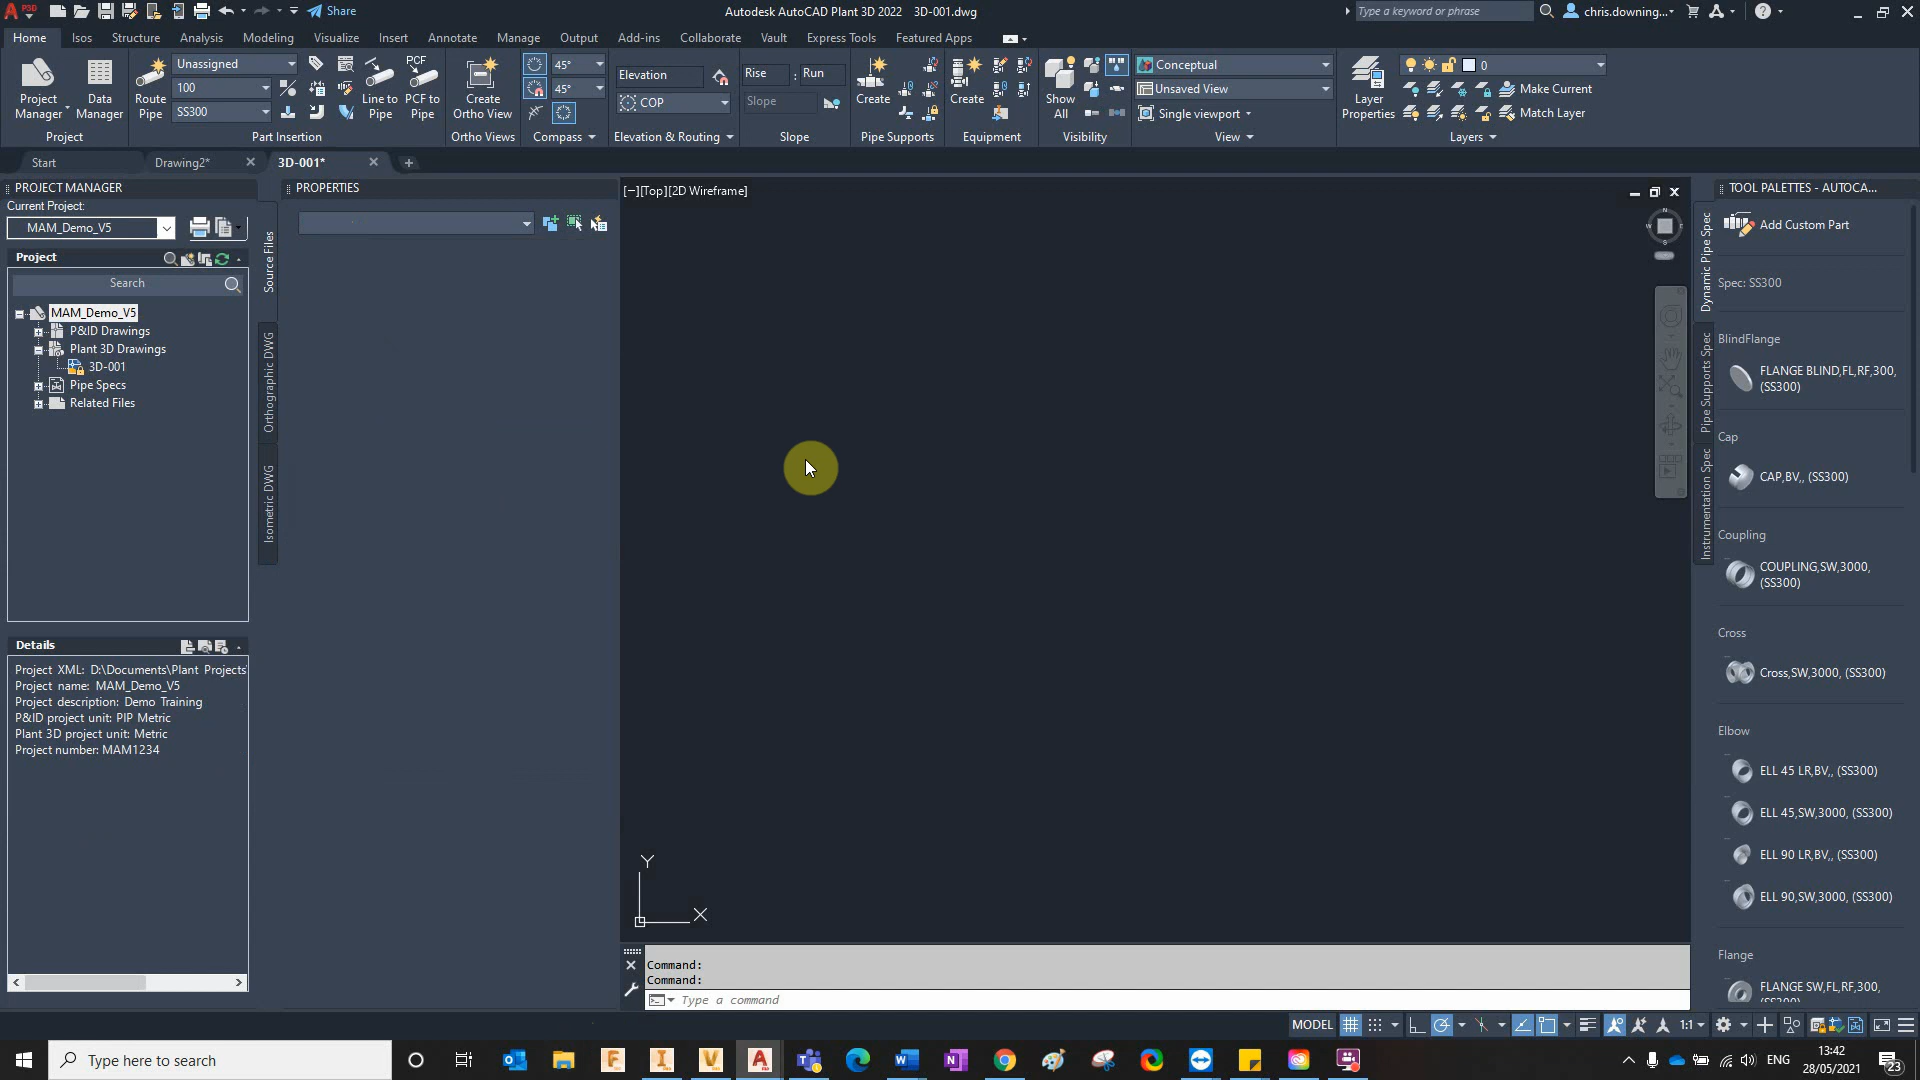 P3D
Share
Autodesk AutoCAD Plant 3D 2022 3D-001.dwg
Type a keyword or phrase
chris.downing...
Home Isos Structure Analysis Modeling Visualize Insert Annotate Manage Output Add-ins Collaborate Vault Express Tools Featured Apps
Project Manager
Data Manager
Project
Route Pipe
Unassigned
100
SS300
Line to Pipe
PCF
PCF to Pipe
Part Insertion
Create Ortho View
Ortho Views
45°
45°
Compass
Elevation
COP
Elevation & Routing
Rise : Run
Slope
Slope
Create
Pipe Supports
Create
Equipment
Show All
Visibility
Conceptual
Unsaved View
Single viewport
View
Layer Properties
0
Make Current
Match Layer
Layers
Start Drawing2* 3D-001*
PROJECT MANAGER
Current Project:
MAM_Demo_V5
Project
Search
MAM_Demo_V5
P&ID Drawings
Plant 3D Drawings
3D-001
Pipe Specs
Related Files
Source Files
Orthographic DWG
Isometric DWG
Details
Project XML: D:\Documents\Plant Projects
Project name: MAM_Demo_V5
Project description: Demo Training
P&ID project unit: PIP Metric
Plant 3D project unit: Metric
Project number: MAM1234
PROPERTIES
[−][Top][2D Wireframe]
N
W
S
Y
X
Command:
Command:
Type a command
TOOL PALETTES - AUTOCA...
Dynamic Pipe Spec
Pipe Supports Spec
Instrumentation Spec
Add Custom Part
Spec: SS300
BlindFlange
FLANGE BLIND,FL,RF,300,
(SS300)
Cap
CAP,BV,, (SS300)
Coupling
COUPLING,SW,3000,
(SS300)
Cross
Cross,SW,3000, (SS300)
Elbow
ELL 45 LR,BV,, (SS300)
ELL 45,SW,3000, (SS300)
ELL 90 LR,BV,, (SS300)
ELL 90,SW,3000, (SS300)
Flange
FLANGE SW,FL,RF,300,
(SS300)
MODEL
1:1
Type here to search
ENG
13:42
28/05/2021
23